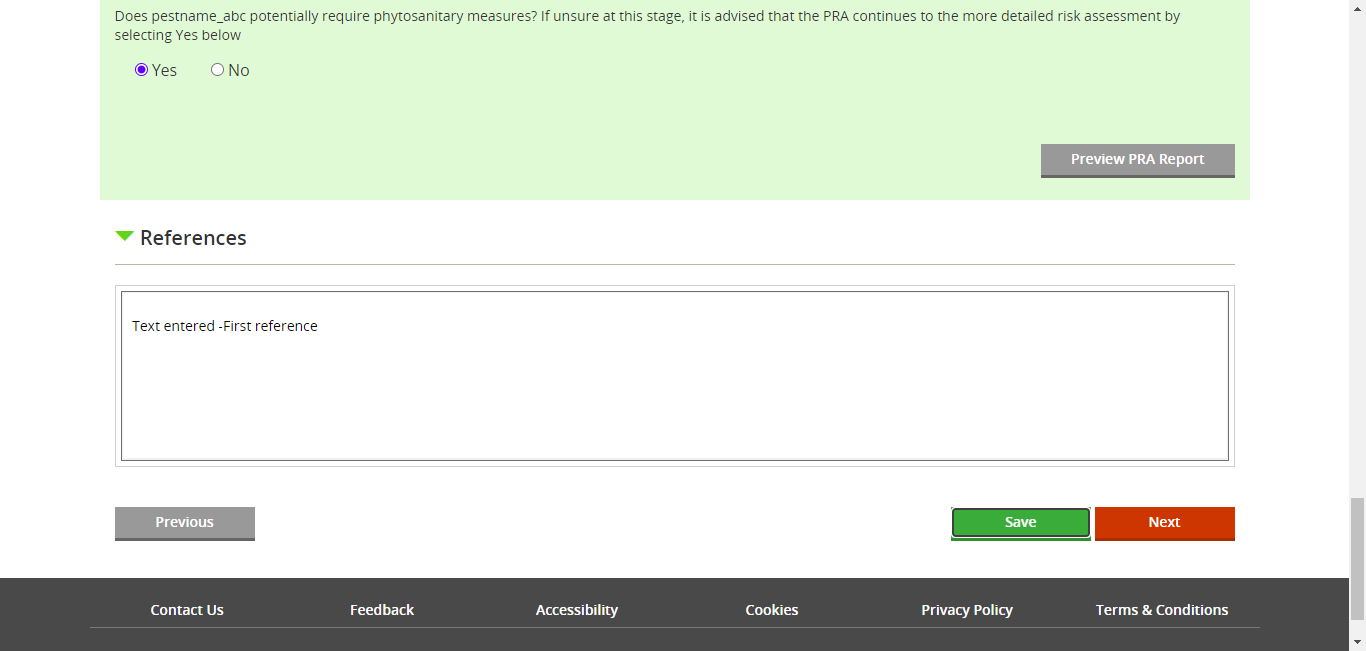 Does pestname_abc potentially require phytosanitary measures? If unsure at this stage, it is advised that the PRA continues to the more detailed risk assessment by
selecting Yes below
Yes No
Preview PRA Report
References
Text entered -First reference
Previous Save Next
Contact Us Feedback Accessibility Cookies Privacy Policy Terms & Conditions